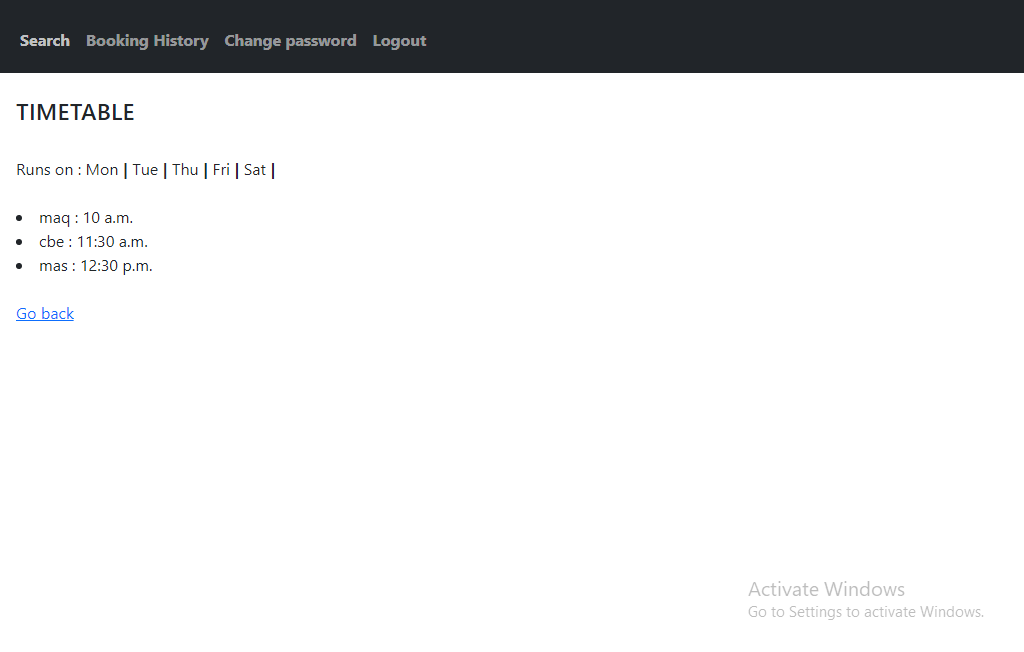 Search Booking History Change password Logout
TIMETABLE
Runs on : Mon | Tue | Thu | Fri | Sat |
maq : 10 a.m.
cbe : 11:30 a.m.
mas : 12:30 p.m.
Go back
Activate Windows
Go to Settings to activate Windows.